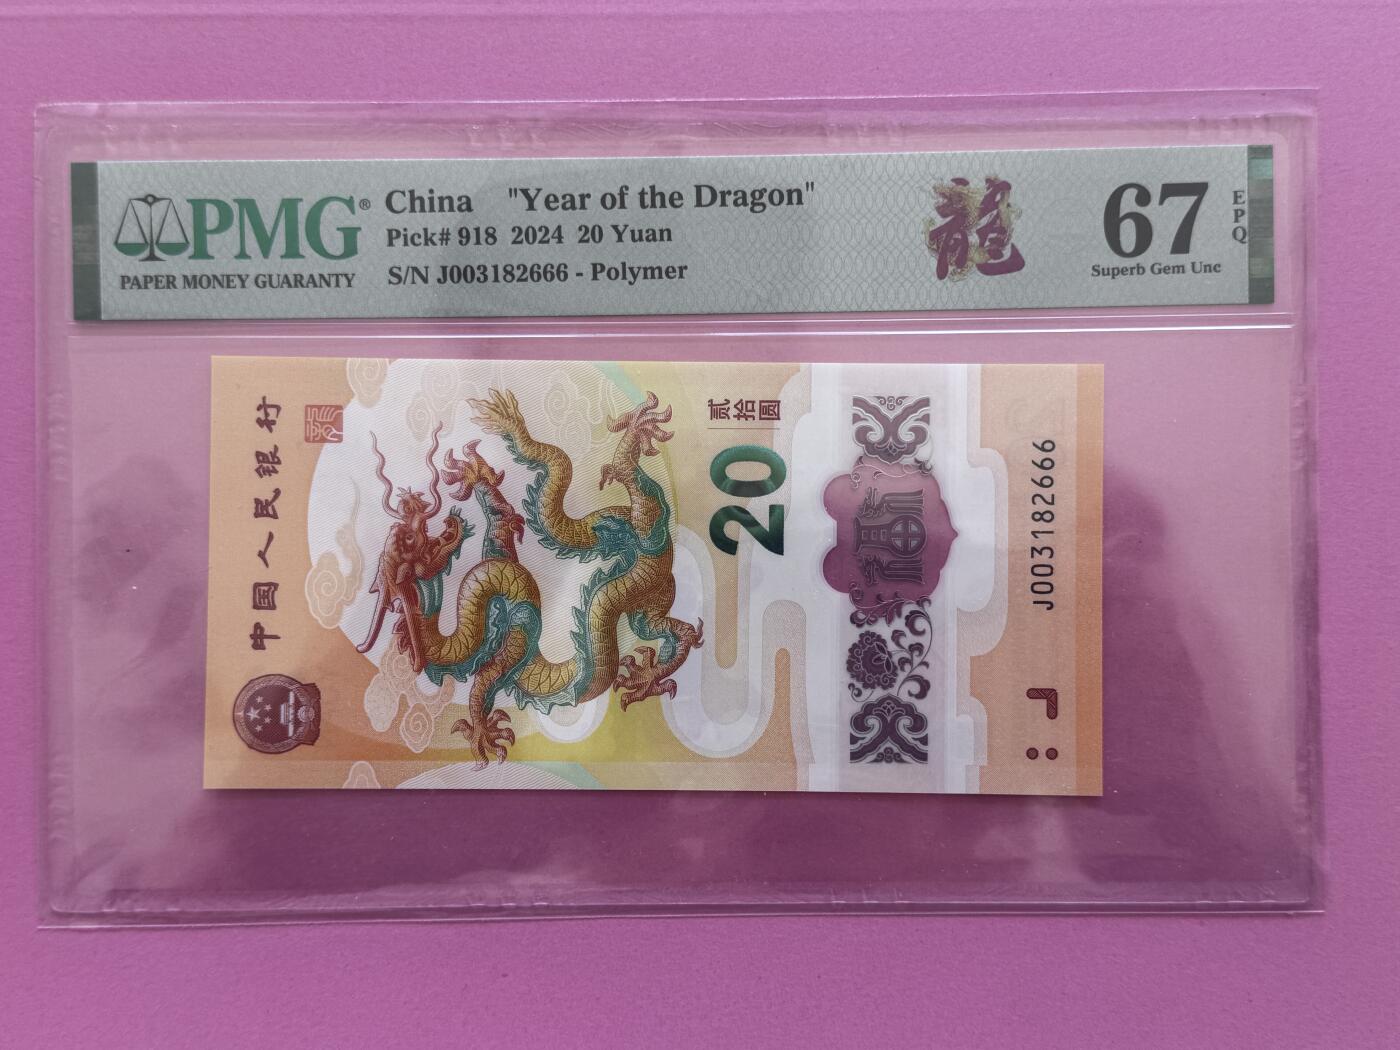 PMG®
PAPER MONEY GUARANTY
China "Year of the Dragon"
Pick# 918 2024 20 Yuan
S/N J003182666 - Polymer
龍
67
EPQ
Superb Gem Unc
中国人民银行
贰拾圆
20
J003182666